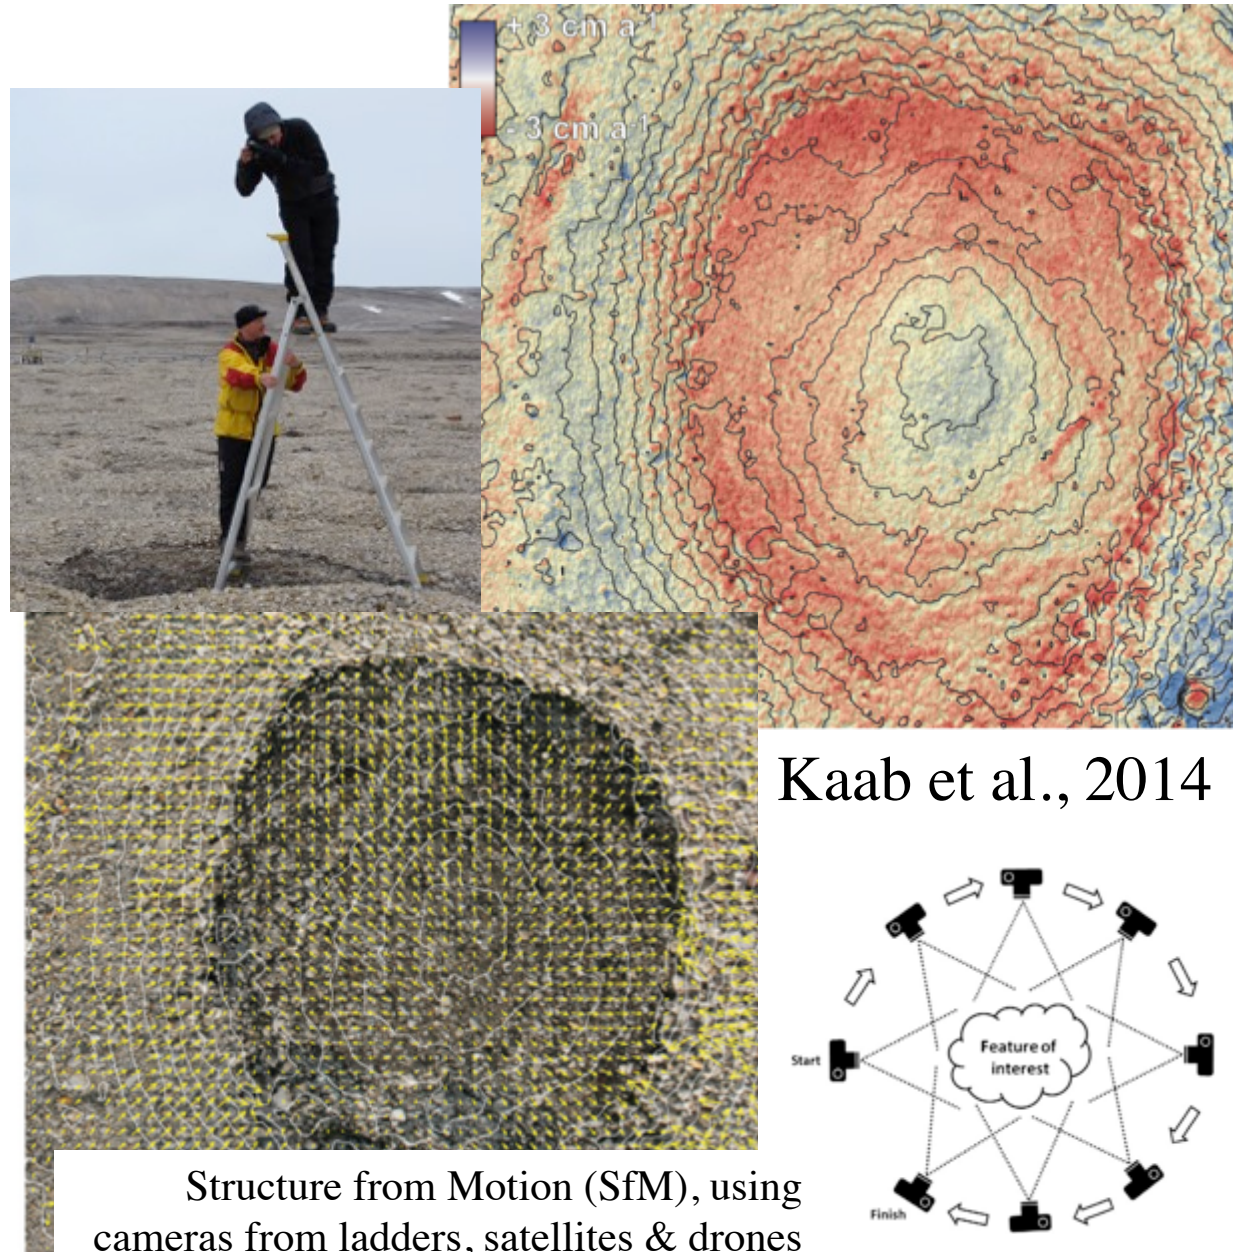 + 3 cm a⁻¹
- 3 cm a⁻¹
Kaab et al., 2014
Start
Feature of
interest
Finish
Structure from Motion (SfM), using
cameras from ladders, satellites & drones